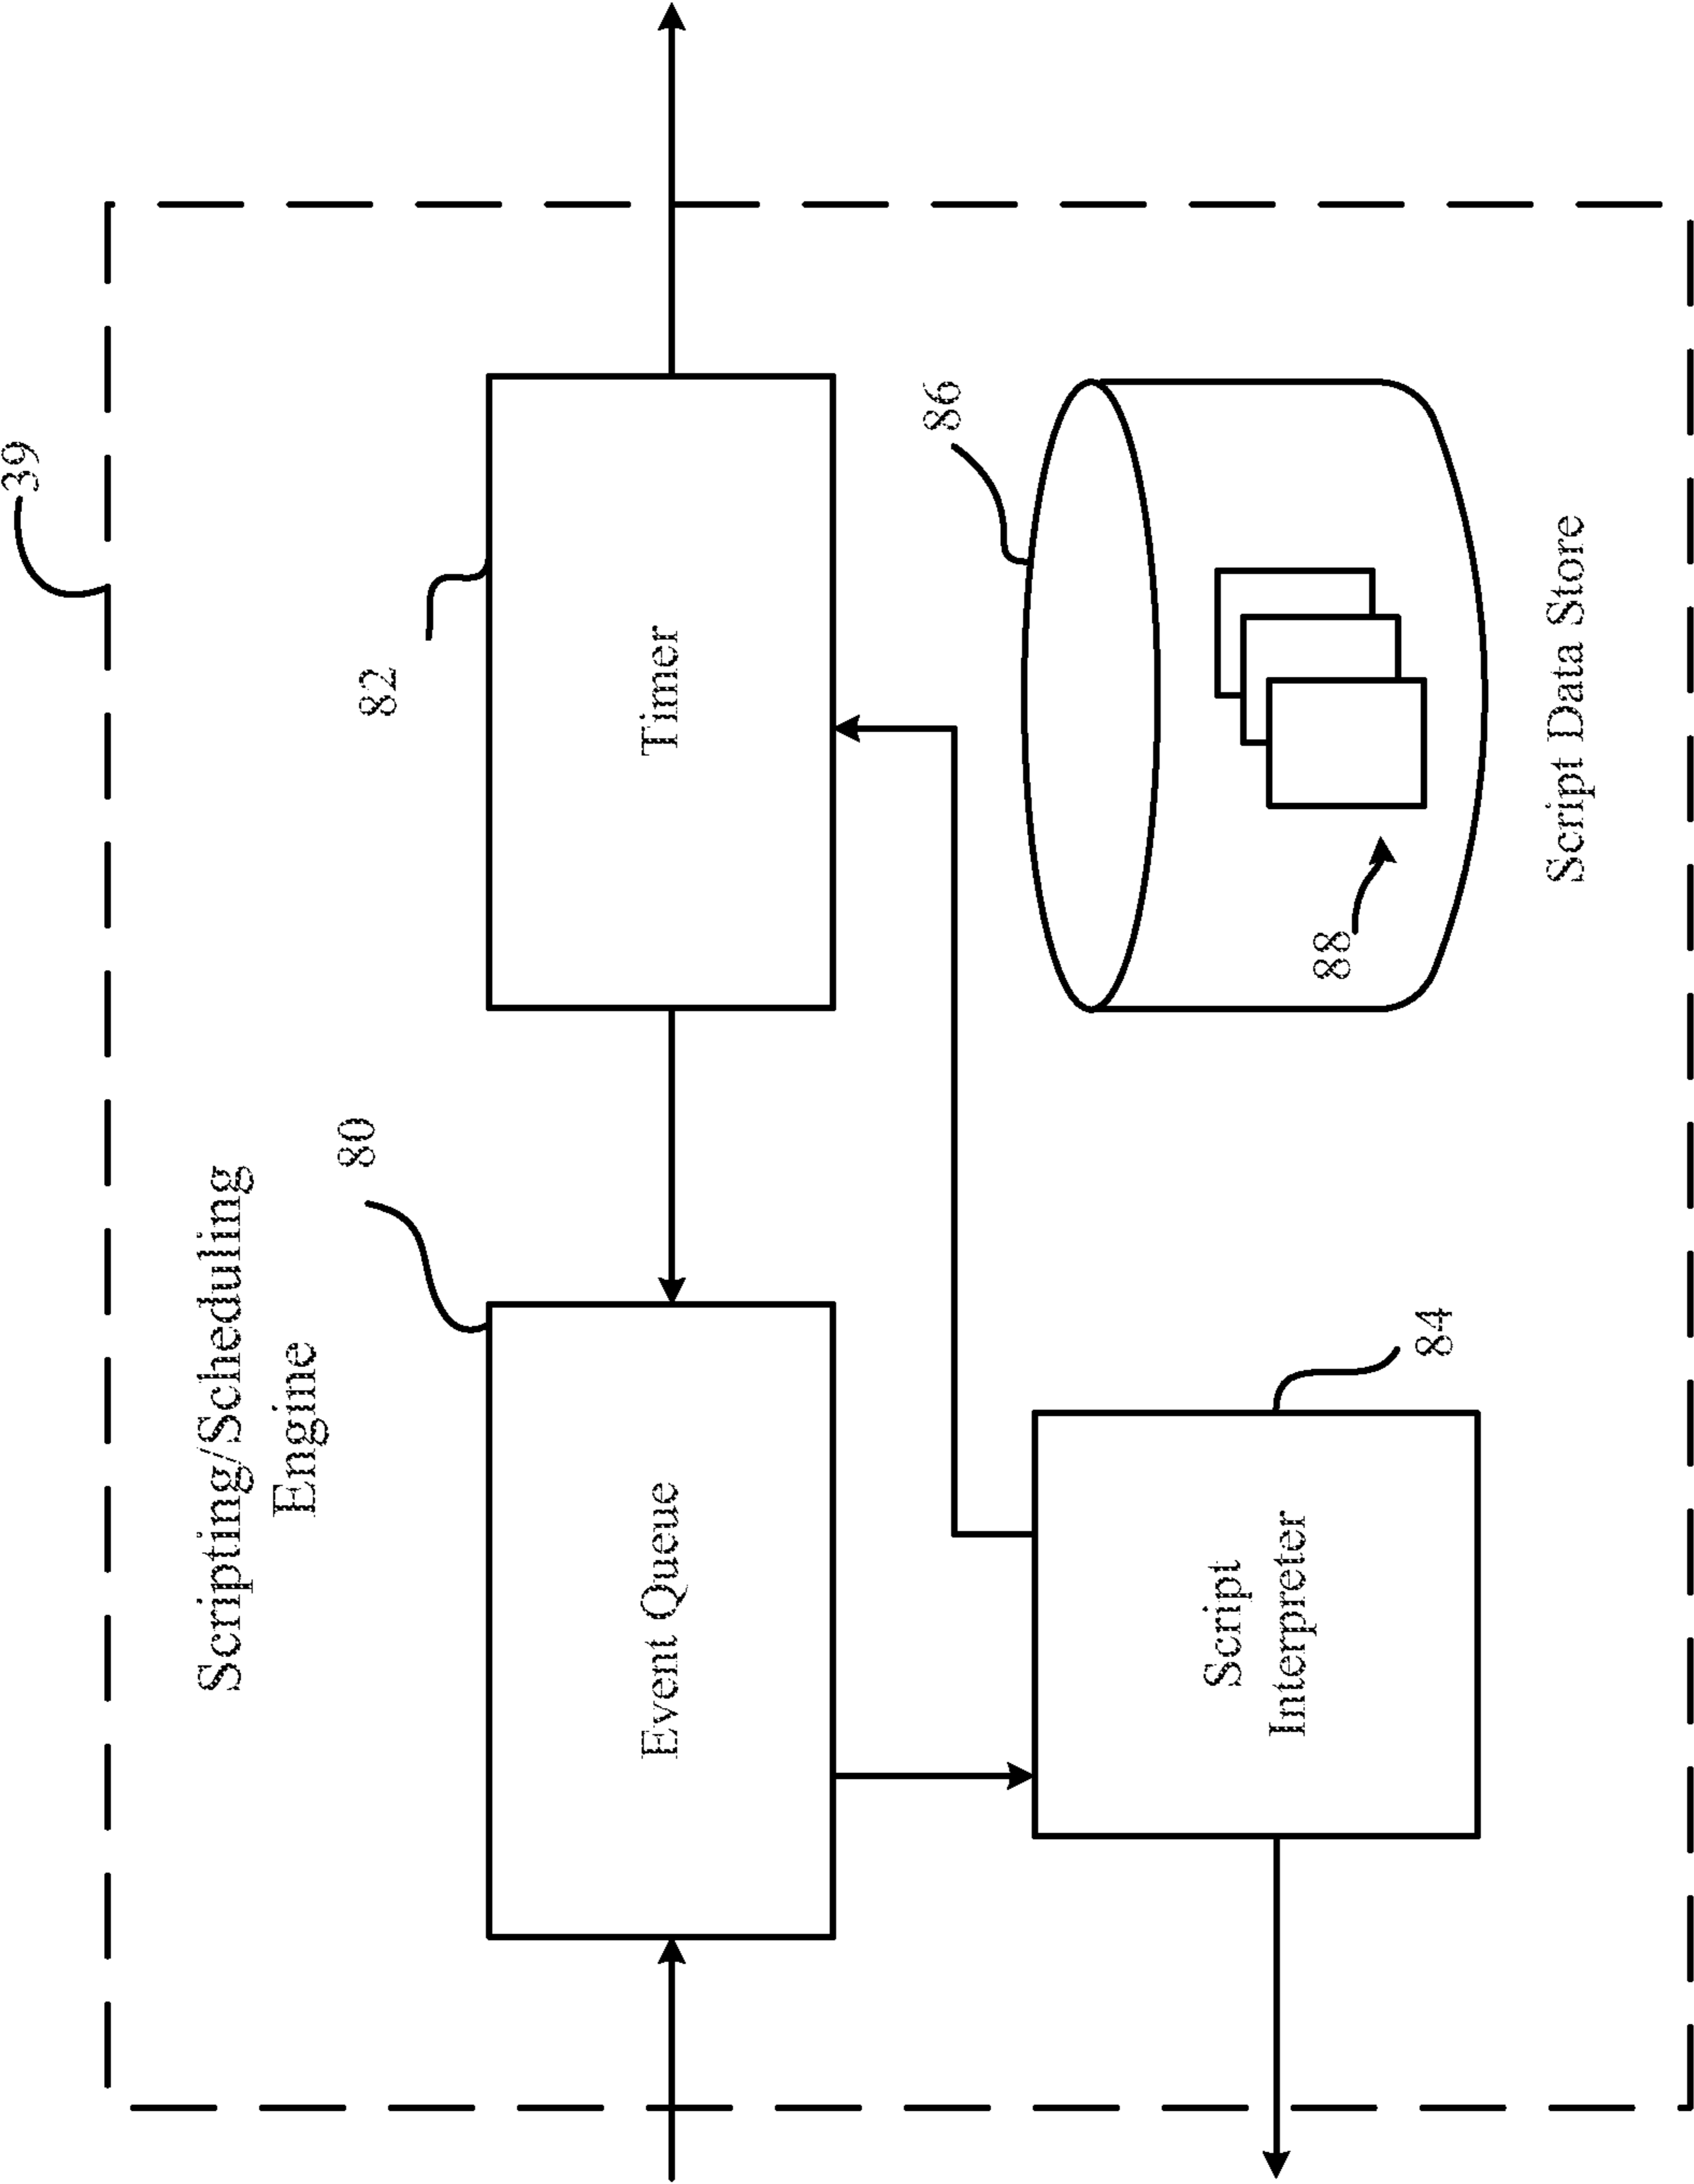 39
Scripting/Scheduling
Engine
80
82
Event Queue
Timer
86
84
Script
Interpreter
88
Script Data Store